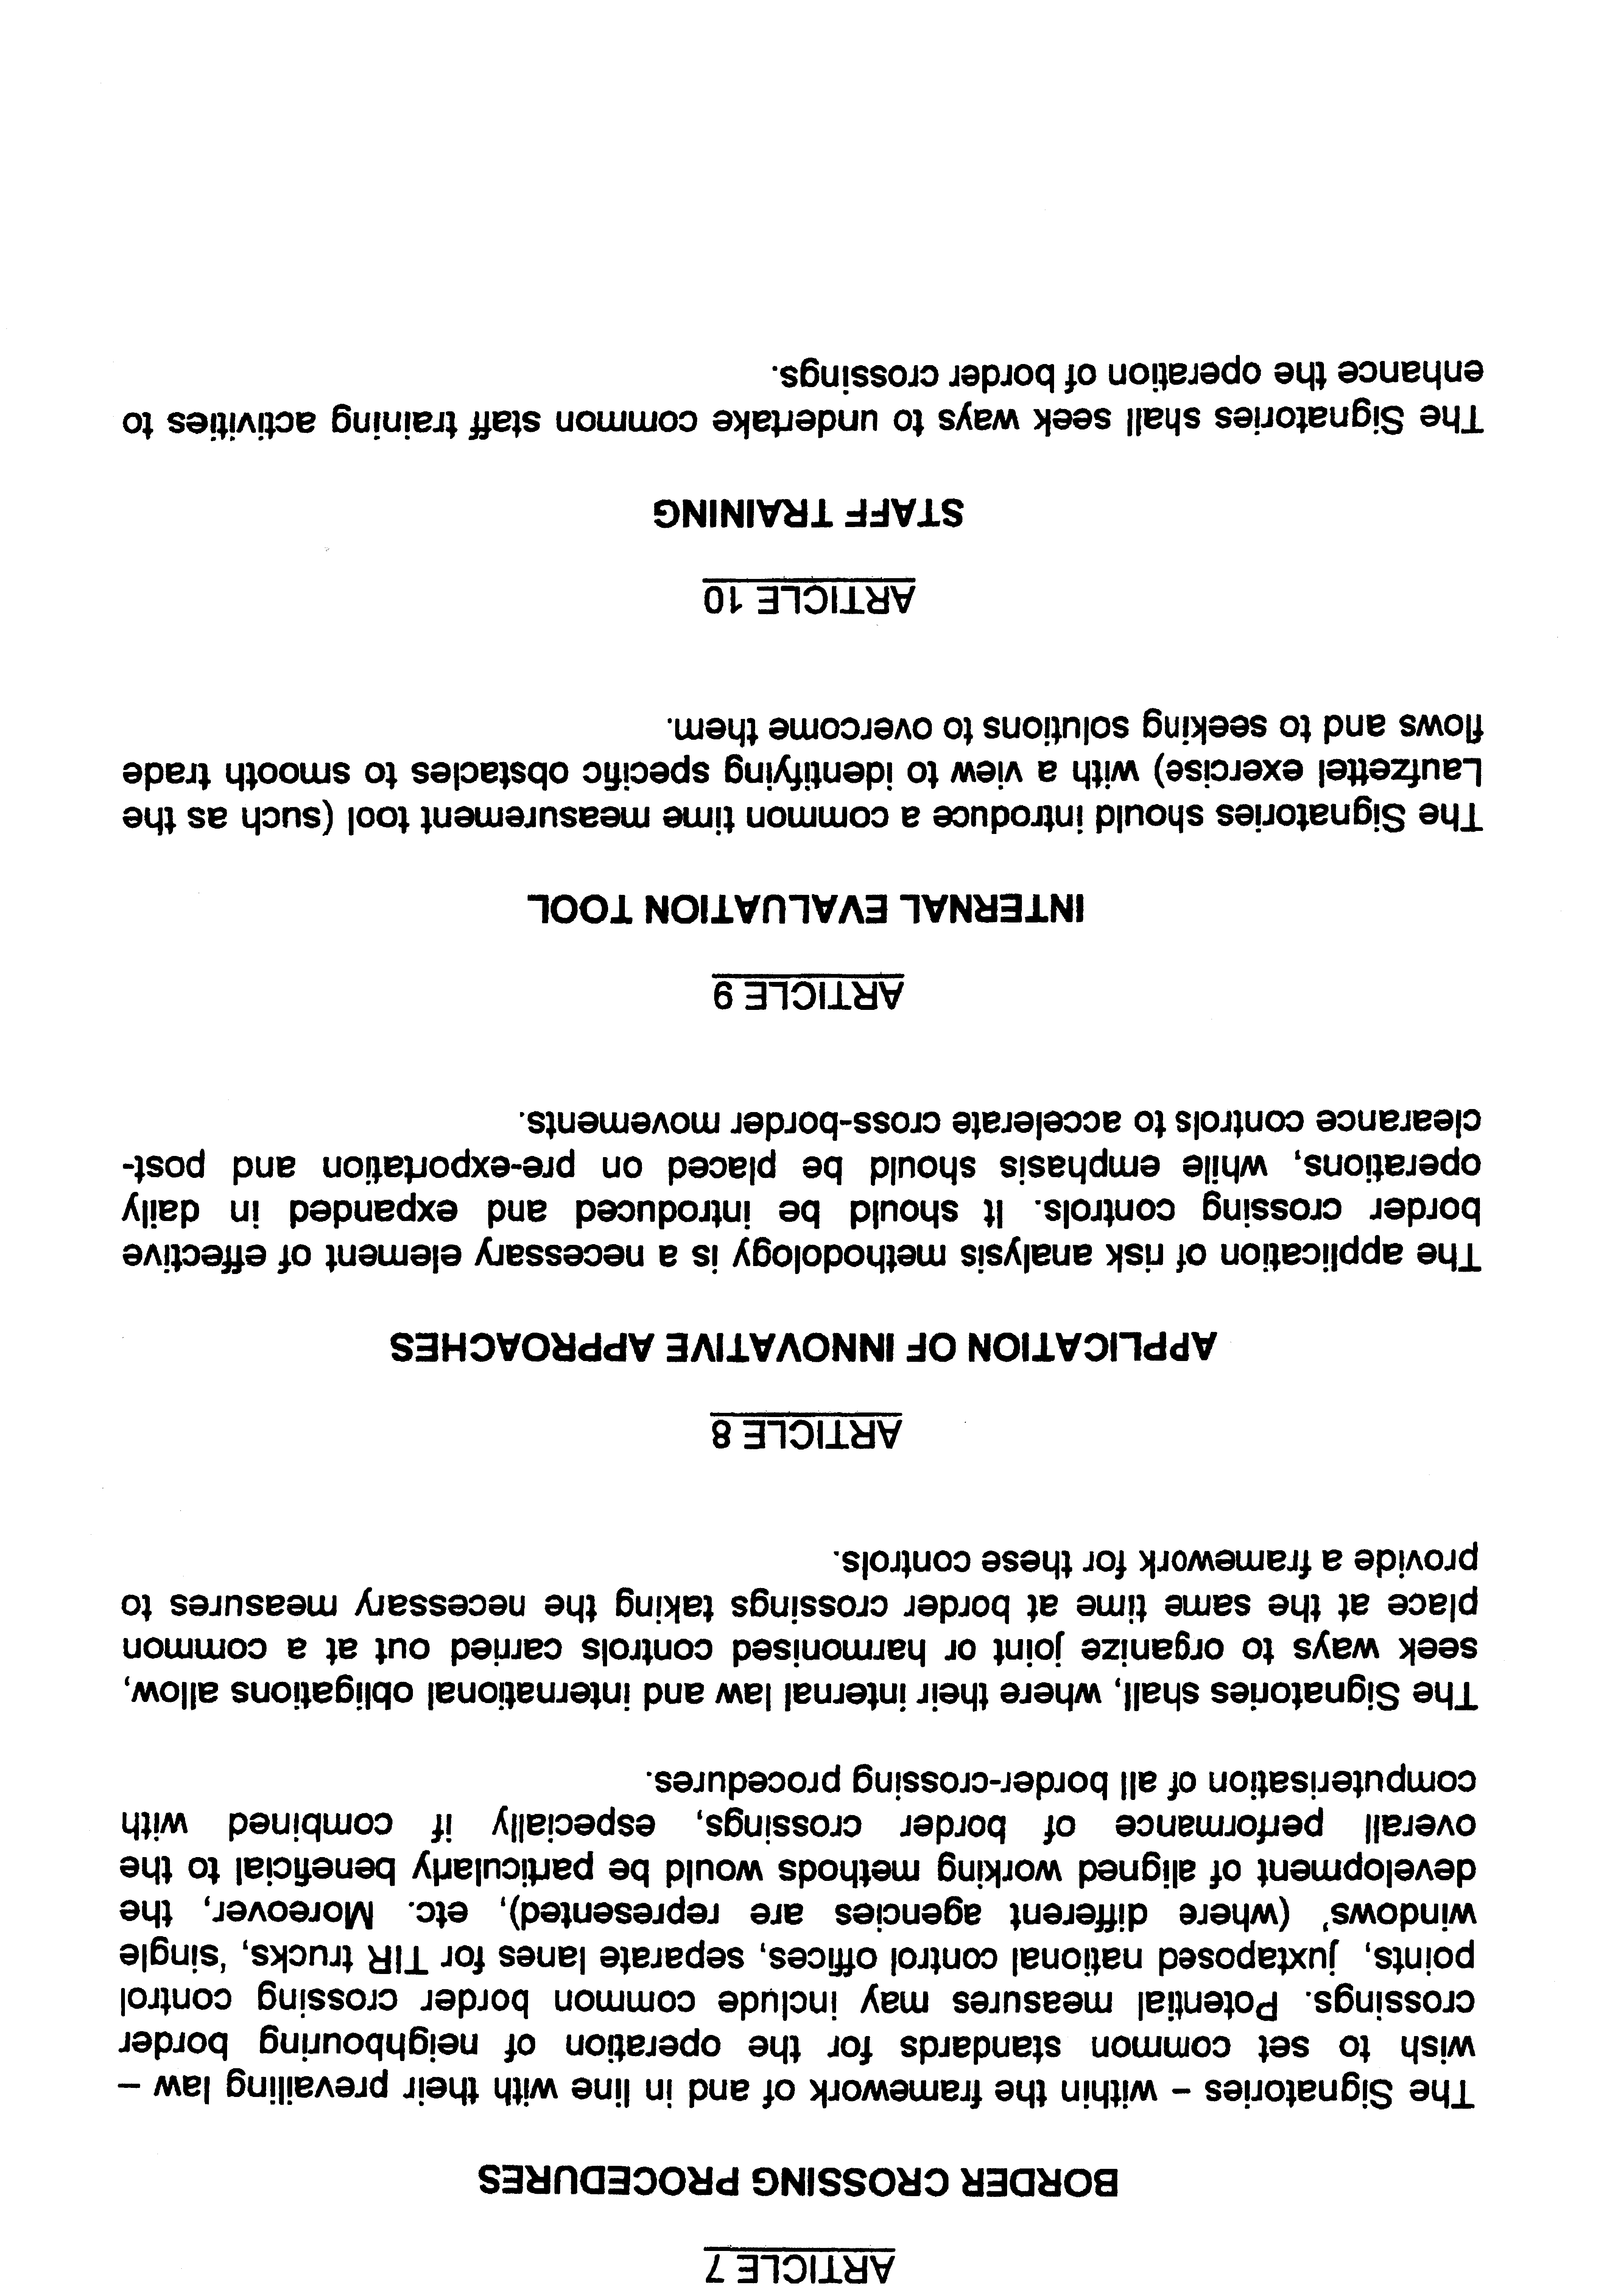 ARTICLE 7
BORDER CROSSING PROCEDURES
The Signatories – within the framework of and in line with their prevailing law –
wish to set common standards for the operation of neighbouring border
crossings. Potential measures may include common border crossing control
points, juxtaposed national control offices, separate lanes for TIR trucks, 'single
windows' (where different agencies are represented), etc. Moreover, the
development of aligned working methods would be particularly beneficial to the
overall performance of border crossings, especially if combined with
computerisation of all border-crossing procedures.
The Signatories shall, where their internal law and international obligations allow,
seek ways to organize joint or harmonised controls carried out at a common
place at the same time at border crossings taking the necessary measures to
provide a framework for these controls.
ARTICLE 8
APPLICATION OF INNOVATIVE APPROACHES
The application of risk analysis methodology is a necessary element of effective
border crossing controls. It should be introduced and expanded in daily
operations, while emphasis should be placed on pre-exportation and post-
clearance controls to accelerate cross-border movements.
ARTICLE 9
INTERNAL EVALUATION TOOL
The Signatories should introduce a common time measurement tool (such as the
Laufzettel exercise) with a view to identifying specific obstacles to smooth trade
flows and to seeking solutions to overcome them.
ARTICLE 10
STAFF TRAINING
The Signatories shall seek ways to undertake common staff training activities to
enhance the operation of border crossings.